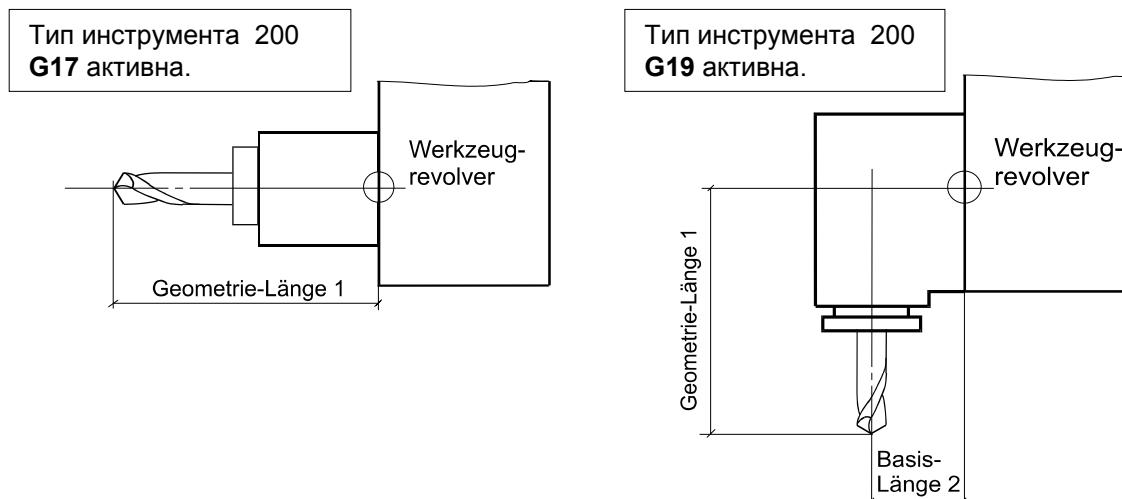 Тип инструмента 200
G17 активна.
Werkzeug-
revolver
Geometrie-Länge 1
Тип инструмента 200
G19 активна.
Werkzeug-
revolver
Geometrie-Länge 1
Basis-
Länge 2